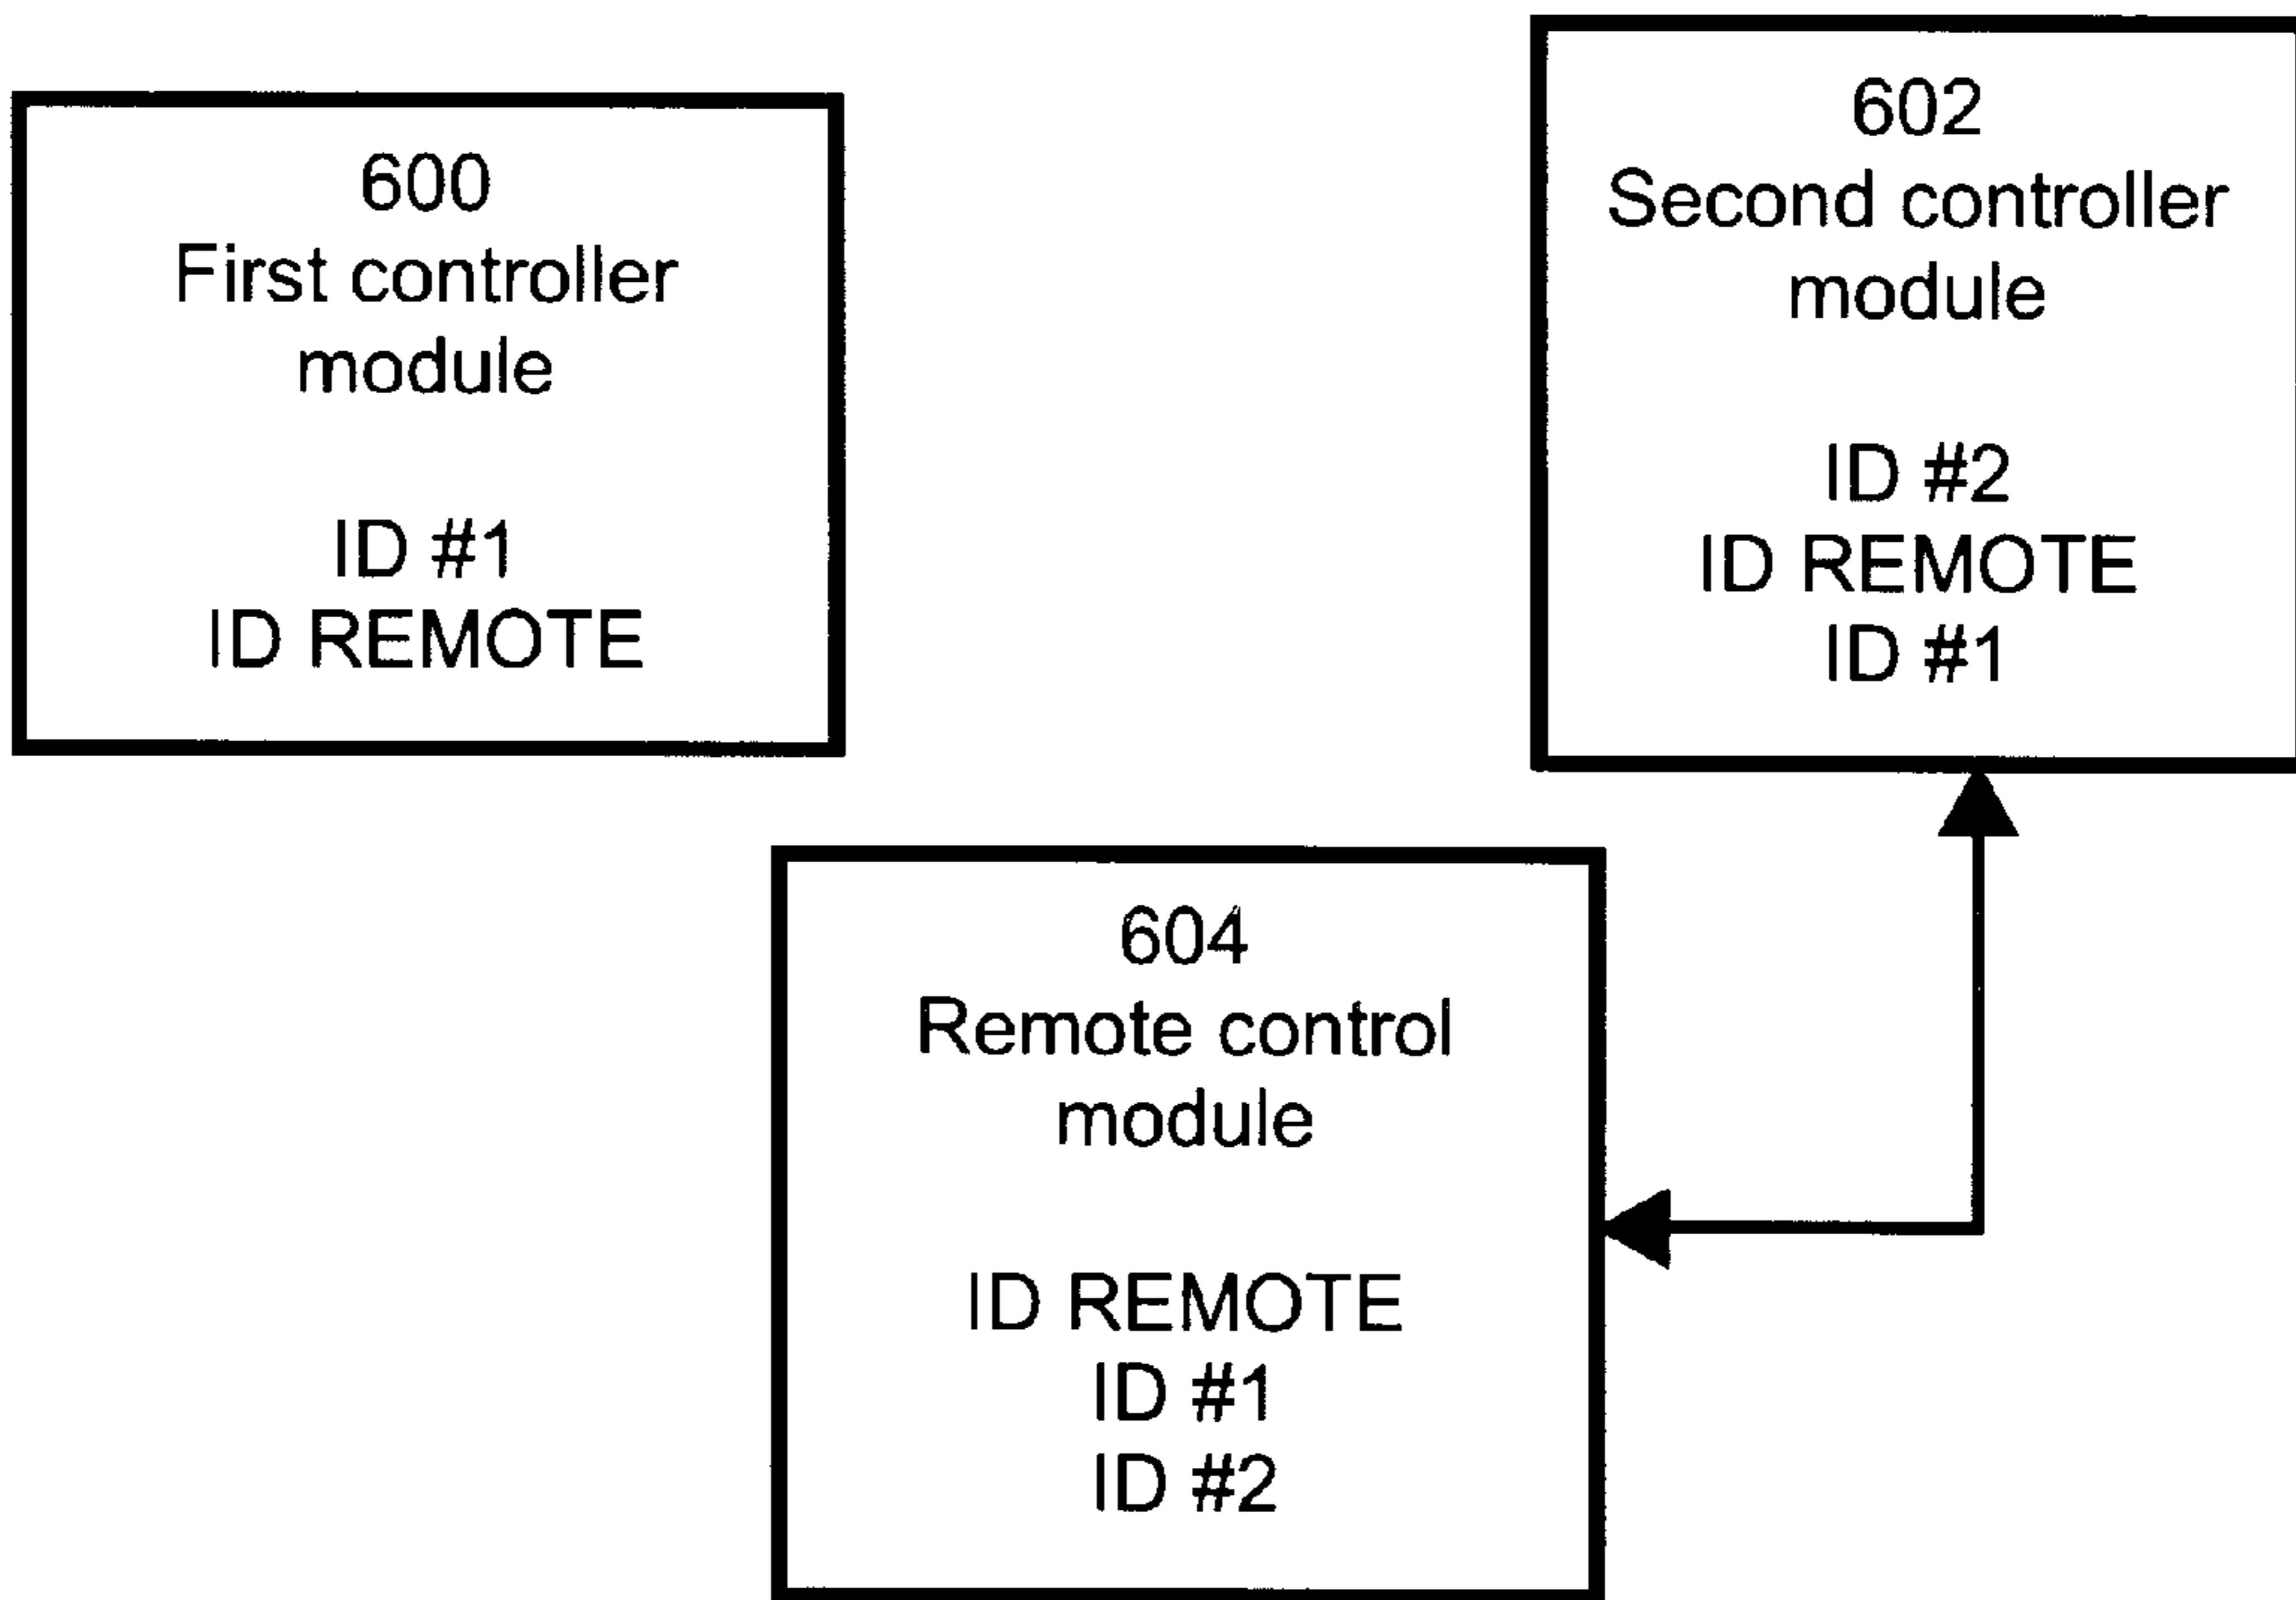 600
First controller
module
ID #1
ID REMOTE
602
Second controller
module
ID #2
ID REMOTE
ID #1
604
Remote control
module
ID REMOTE
ID #1
ID #2